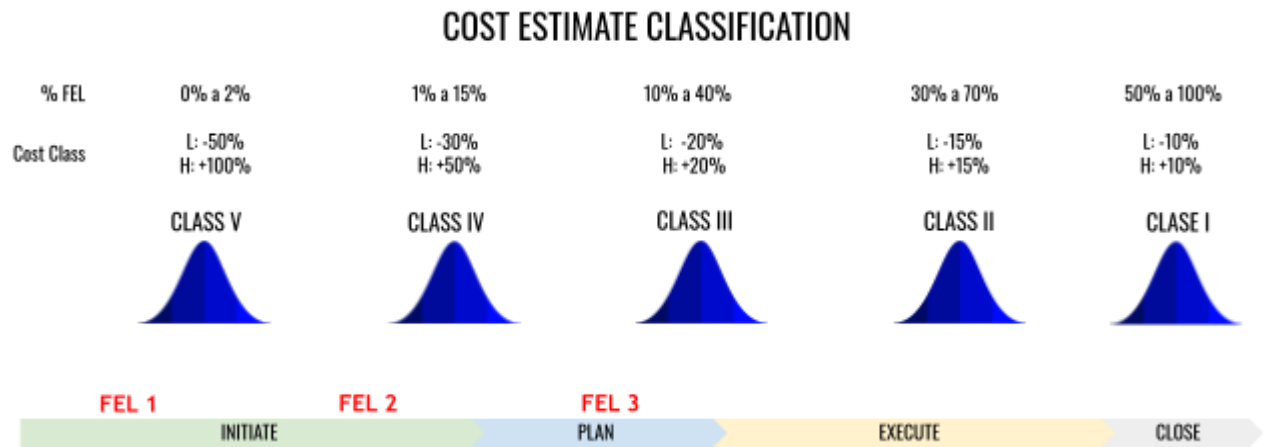 COST ESTIMATE CLASSIFICATION
% FEL 0% a 2% 1% a 15% 10% a 40% 30% a 70% 50% a 100%
Cost Class
L: -50% L: -30% L: -20% L: -15% L: -10%
H: +100% H: +50% H: +20% H: +15% H: +10%
CLASS V CLASS IV CLASS III CLASS II CLASE I
FEL 1 FEL 2 FEL 3
INITIATE PLAN EXECUTE CLOSE